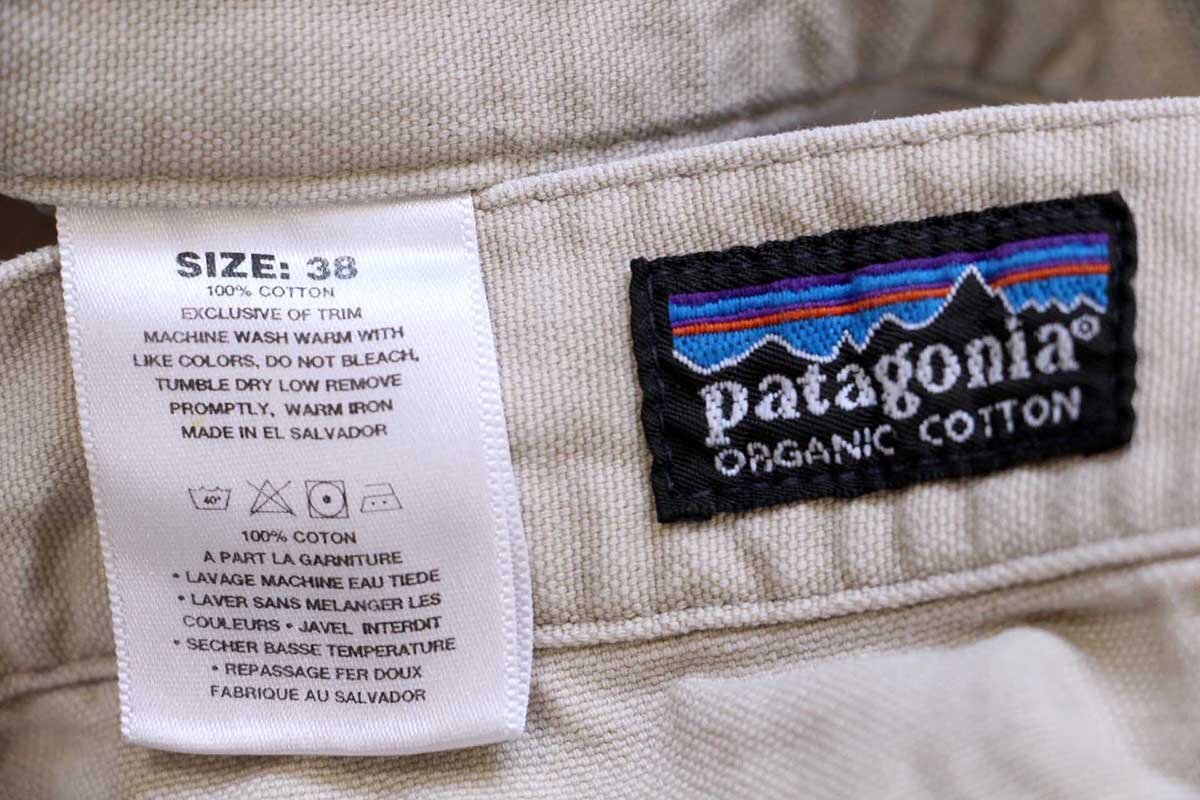 SIZE: 38
100% COTTON
EXCLUSIVE OF TRIM
MACHINE WASH WARM WITH
LIKE COLORS, DO NOT BLEACH,
TUMBLE DRY LOW REMOVE
PROMPTLY, WARM IRON
MADE IN EL SALVADOR
40°
100% COTON
A PART LA GARNITURE
• LAVAGE MACHINE EAU TIEDE
• LAVER SANS MELANGER LES
COULEURS • JAVEL INTERDIT
• SECHER BASSE TEMPERATURE
• REPASSAGE FER DOUX
FABRIQUE AU SALVADOR
patagonia®
ORGANIC COTTON